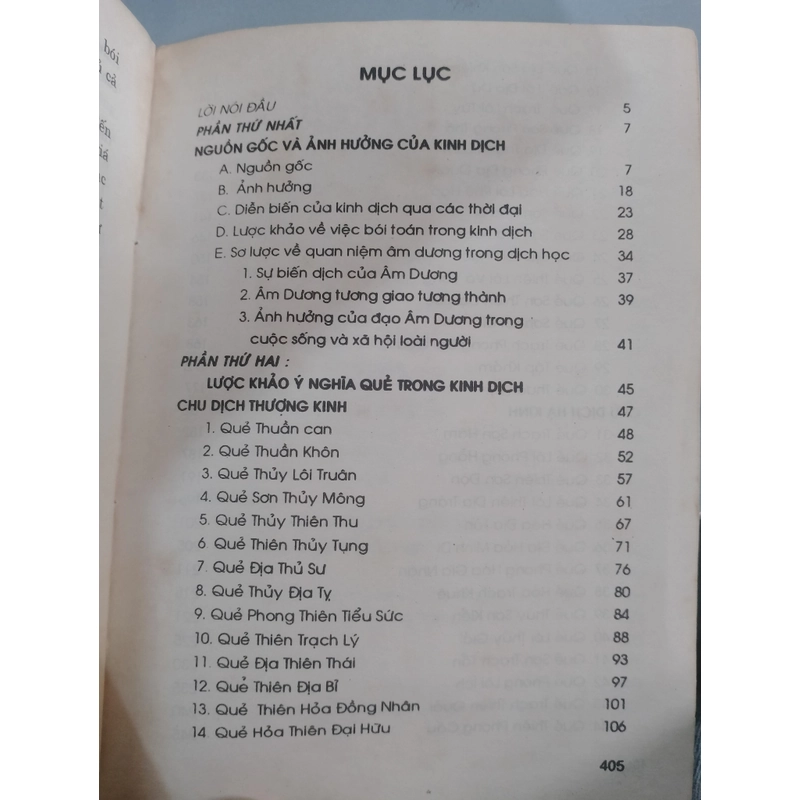 bói
cả
MỤC LỤC
LỜI NÓI ĐẦU 5
PHẦN THỨ NHẤT 7
NGUỒN GỐC VÀ ẢNH HƯỞNG CỦA KINH DỊCH
A. Nguồn gốc 7
B. Ảnh hưởng 18
C. Diễn biến của kinh dịch qua các thời đại 23
D. Lược khảo về việc bói toán trong kinh dịch 28
E. Sơ lược về quan niệm âm dương trong dịch học 34
1. Sự biến dịch của Âm Dương 37
2. Âm Dương tương giao tương thành 39
3. Ảnh hưởng của đạo Âm Dương trong
cuộc sống và xã hội loài người 41
PHẦN THỨ HAI :
LƯỢC KHẢO Ý NGHĨA QUẺ TRONG KINH DỊCH 45
CHU DỊCH THƯỢNG KINH 47
1. Quẻ Thuần can 48
2. Quẻ Thuần Khôn 52
3. Quẻ Thủy Lôi Truân 57
4. Quẻ Sơn Thủy Mông 61
5. Quẻ Thủy Thiên Thu 67
6. Quẻ Thiên Thủy Tụng 71
7. Quẻ Địa Thủ Sư 76
8. Quẻ Thủy Địa Tỵ 80
9. Quẻ Phong Thiên Tiểu Sức 84
10. Quẻ Thiên Trạch Lý 88
11. Quẻ Địa Thiên Thái 93
12. Quẻ Thiên Địa Bĩ 97
13. Quẻ Thiên Hỏa Đồng Nhân 101
14. Quẻ Hỏa Thiên Đại Hữu 106
405